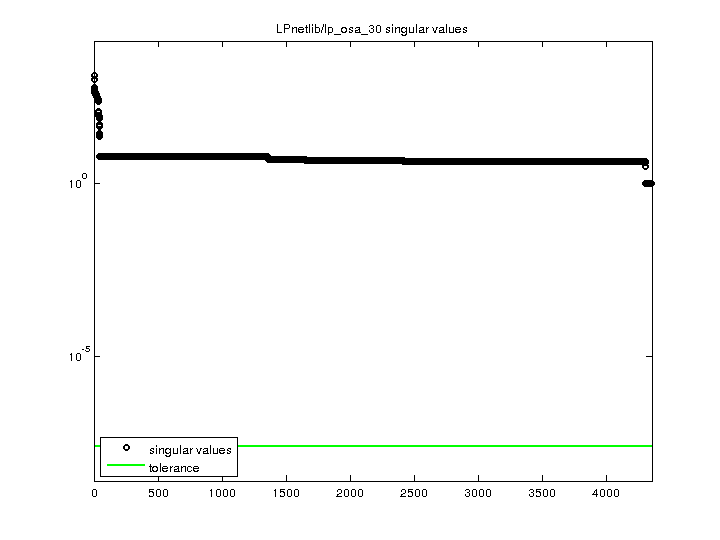 LPnetlib/lp_osa_30 singular values
10^0
10^-5
singular values
tolerance
0 500 1000 1500 2000 2500 3000 3500 4000